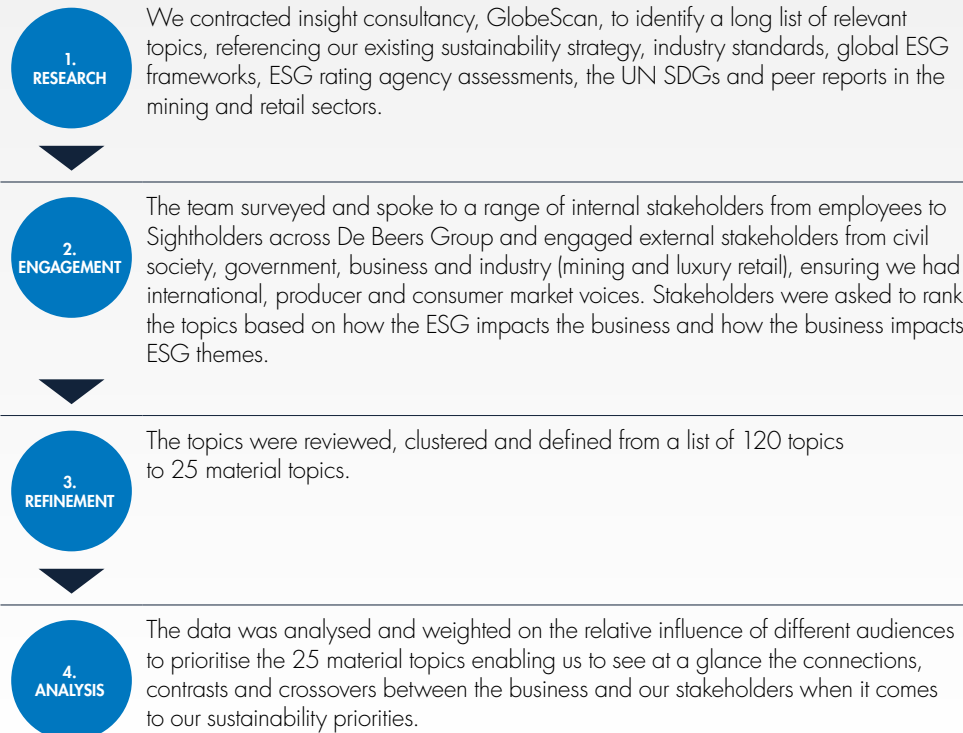 1.
RESEARCH
We contracted insight consultancy, GlobeScan, to identify a long list of relevant
topics, referencing our existing sustainability strategy, industry standards, global ESG
frameworks, ESG rating agency assessments, the UN SDGs and peer reports in the
mining and retail sectors.
2.
ENGAGEMENT
The team surveyed and spoke to a range of internal stakeholders from employees to
Sightholders across De Beers Group and engaged external stakeholders from civil
society, government, business and industry (mining and luxury retail), ensuring we had
international, producer and consumer market voices. Stakeholders were asked to rank
the topics based on how the ESG impacts the business and how the business impacts
ESG themes.
3.
REFINEMENT
The topics were reviewed, clustered and defined from a list of 120 topics
to 25 material topics.
4.
ANALYSIS
The data was analysed and weighted on the relative influence of different audiences
to prioritise the 25 material topics enabling us to see at a glance the connections,
contrasts and crossovers between the business and our stakeholders when it comes
to our sustainability priorities.